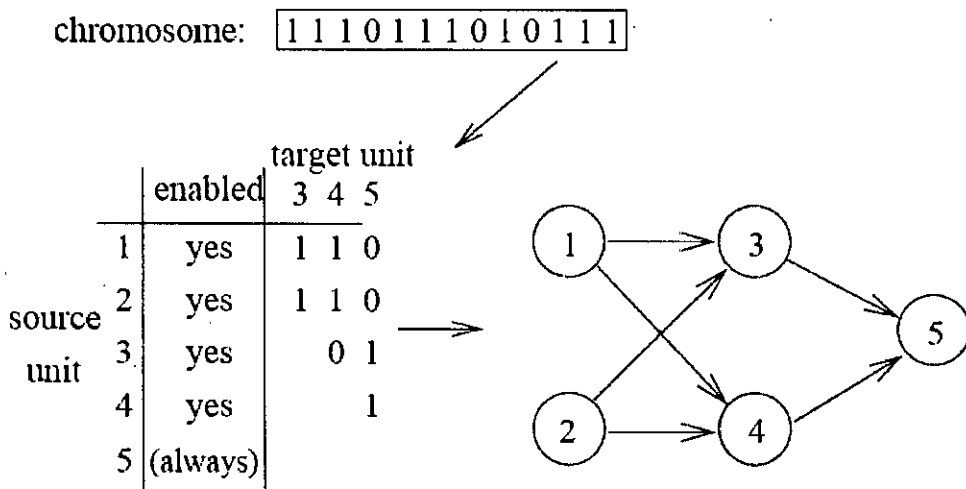 chromosome: 1 1 1 0 1 1 1 0 1 0 1 1 1
target unit
enabled 3 4 5
1 yes 1 1 0
2 yes 1 1 0
source
3 yes 0 1
unit
4 yes 1
5 (always)
1 3
5
2 4